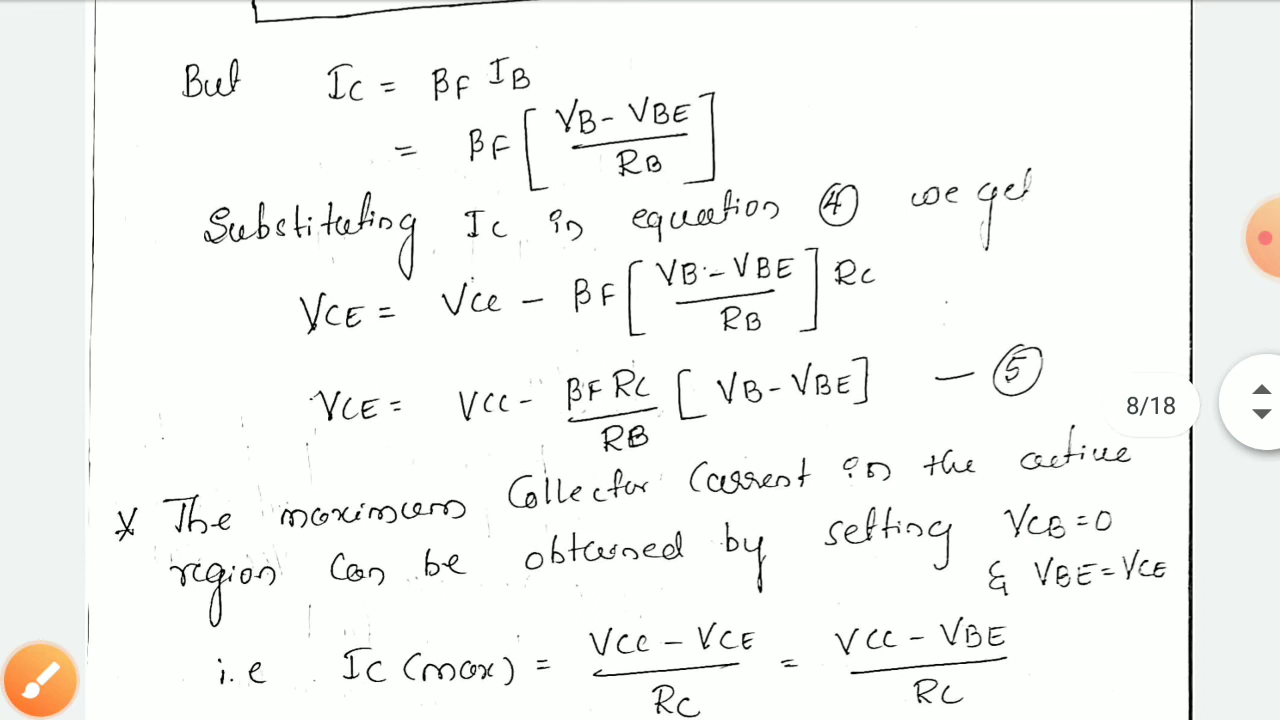 But IC = βF IB
= βF [ VB - VBE / RB ]
Substituting IC in equation ④ we get
VCE = VCC - βF [ VB - VBE / RB ] RC
VCE = VCC - βF RC / RB [ VB - VBE ] — ⑤
8/18
* The maximum Collector Current in the active
region Can be obtained by setting VCB = 0
& VBE = VCE
i.e IC (max) = VCC - VCE / RC = VCC - VBE / RC